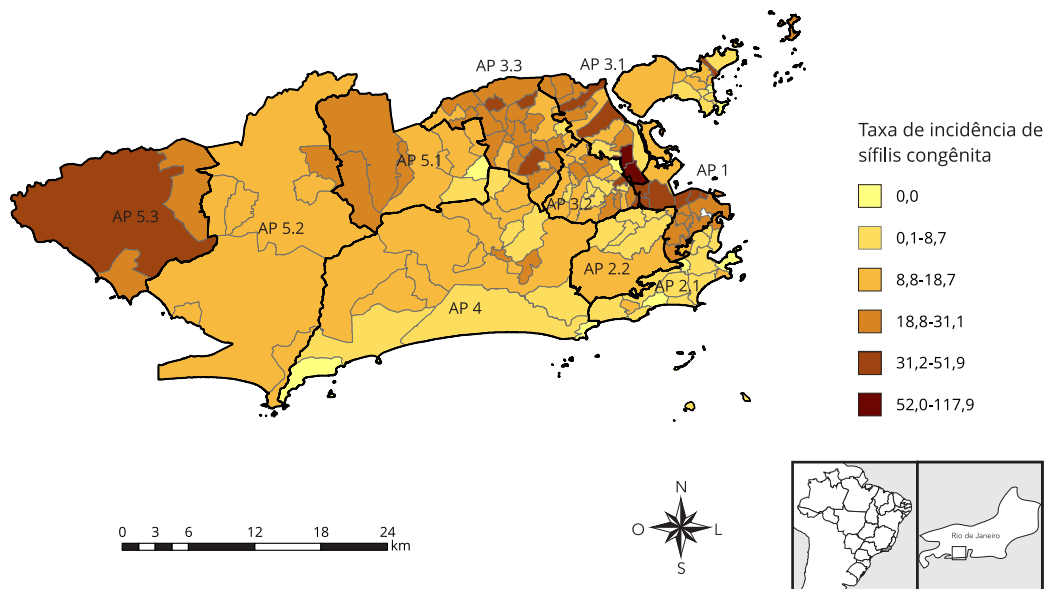 AP 3.3
AP 3.1
AP 5.1
AP 1
AP 5.3
AP 3.2
AP 5.2
AP 2.2
AP 2.1
AP 4
Taxa de incidência de
sífilis congênita
0,0
0,1-8,7
8,8-18,7
18,8-31,1
31,2-51,9
52,0-117,9
N
O
L
S
0 3 6 12 18 24
km
Rio de Janeiro